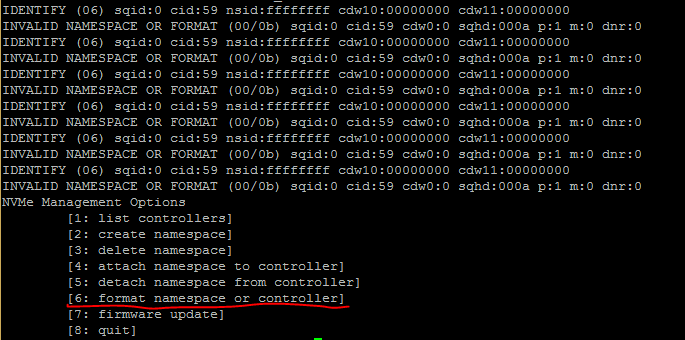 IDENTIFY (06) sqid:0 cid:59 nsid:ffffffff cdw10:00000000 cdw11:00000000
INVALID NAMESPACE OR FORMAT (00/0b) sqid:0 cid:59 cdw0:0 sqhd:000a p:1 m:0 dnr:0
IDENTIFY (06) sqid:0 cid:59 nsid:ffffffff cdw10:00000000 cdw11:00000000
INVALID NAMESPACE OR FORMAT (00/0b) sqid:0 cid:59 cdw0:0 sqhd:000a p:1 m:0 dnr:0
IDENTIFY (06) sqid:0 cid:59 nsid:ffffffff cdw10:00000000 cdw11:00000000
INVALID NAMESPACE OR FORMAT (00/0b) sqid:0 cid:59 cdw0:0 sqhd:000a p:1 m:0 dnr:0
IDENTIFY (06) sqid:0 cid:59 nsid:ffffffff cdw10:00000000 cdw11:00000000
INVALID NAMESPACE OR FORMAT (00/0b) sqid:0 cid:59 cdw0:0 sqhd:000a p:1 m:0 dnr:0
IDENTIFY (06) sqid:0 cid:59 nsid:ffffffff cdw10:00000000 cdw11:00000000
INVALID NAMESPACE OR FORMAT (00/0b) sqid:0 cid:59 cdw0:0 sqhd:000a p:1 m:0 dnr:0
IDENTIFY (06) sqid:0 cid:59 nsid:ffffffff cdw10:00000000 cdw11:00000000
INVALID NAMESPACE OR FORMAT (00/0b) sqid:0 cid:59 cdw0:0 sqhd:000a p:1 m:0 dnr:0
NVMe Management Options
[1: list controllers]
[2: create namespace]
[3: delete namespace]
[4: attach namespace to controller]
[5: detach namespace from controller]
[6: format namespace or controller]
[7: firmware update]
[8: quit]